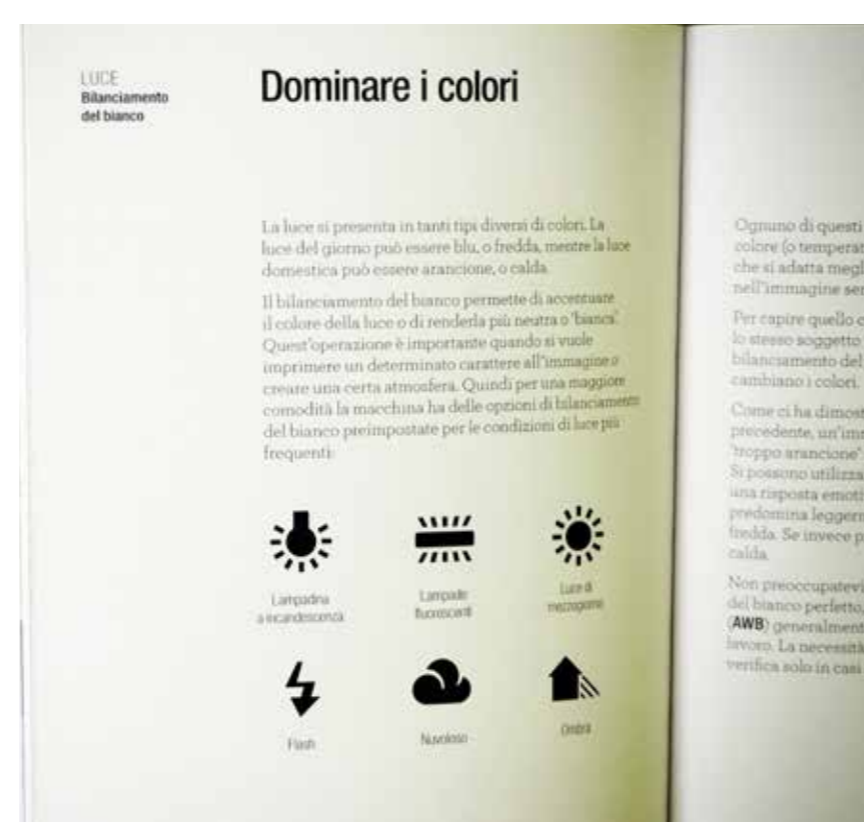 LUCE
Bilanciamento
del bianco
Dominare i colori
La luce si presenta in tanti tipi diversi di colori. La
luce del giorno può essere blu, o fredda, mentre la luce
domestica può essere arancione, o calda.
Il bilanciamento del bianco permette di accentuare
il colore della luce o di renderla più neutra o 'bianca'.
Quest'operazione è importante quando si vuole
imprimere un determinato carattere all'immagine o
creare una certa atmosfera. Quindi per una maggiore
comodità la macchina ha delle opzioni di bilanciamento
del bianco preimpostate per le condizioni di luce più
frequenti:
Lampadina
a incandescenza
Lampade
fluorescenti
Luce di
mezzogiorno
Flash
Nuvoloso
Ombra
Ognuno di questi
colore (o temperat
che si adatta megl
nell'immagine ser
Per capire quello c
lo stesso soggetto
bilanciamento del
cambiano i colori.
Come ci ha dimost
precedente, un'imm
'troppo arancione'
Si possono utilizza
una risposta emoti
predomina leggerm
fredda. Se invece p
calda.
Non preoccupatevi
del bianco perfetto,
(AWB) generalment
lavoro. La necessità
verifica solo in casi